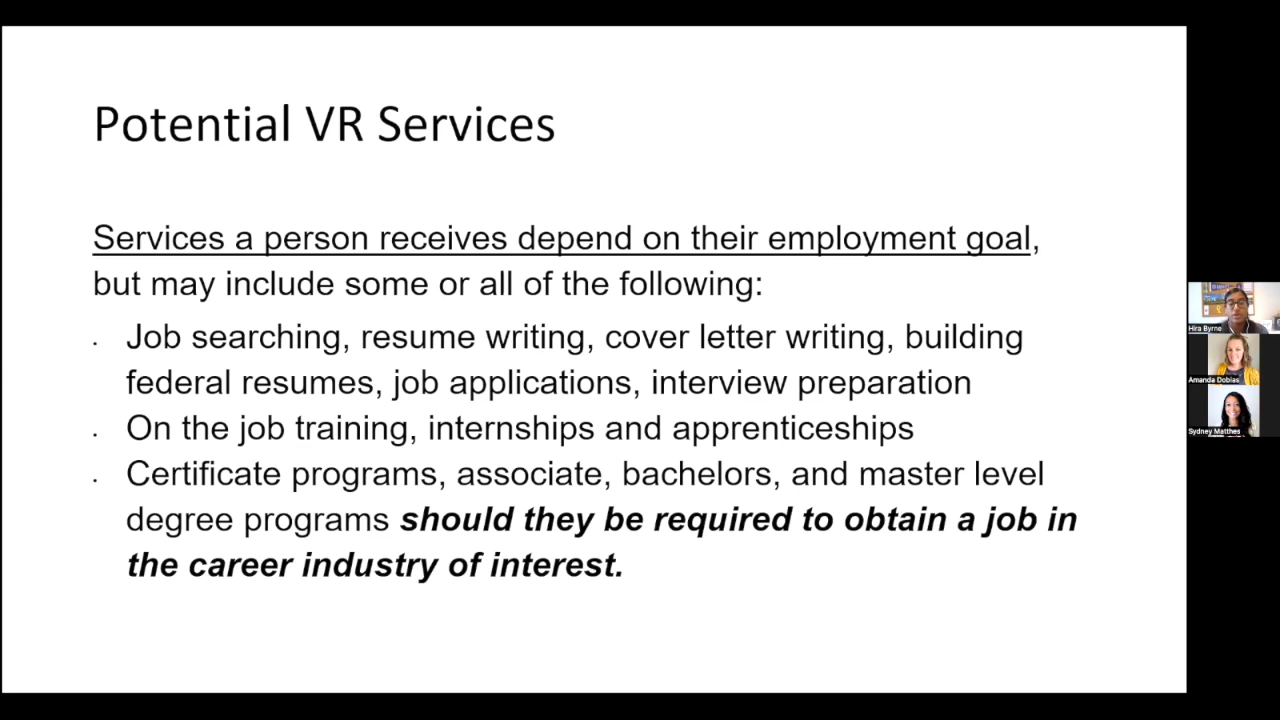 Potential VR Services
Services a person receives depend on their employment goal,
but may include some or all of the following:
· Job searching, resume writing, cover letter writing, building
federal resumes, job applications, interview preparation
· On the job training, internships and apprenticeships
· Certificate programs, associate, bachelors, and master level
degree programs should they be required to obtain a job in
the career industry of interest.
Hira Byrne
Amanda Dobias
Sydney Matthes